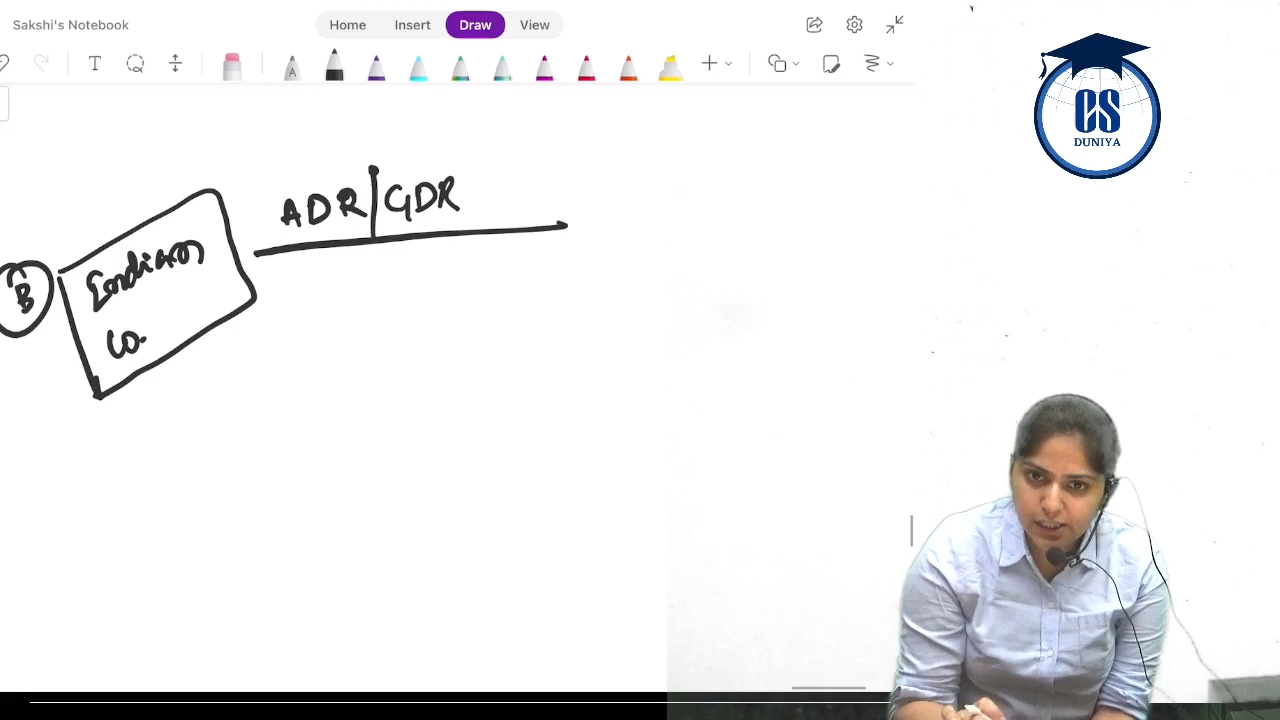 Sakshi's Notebook
Home Insert Draw View
T
A
CS
DUNIYA
ADR | GDR
B
Indian
Co.